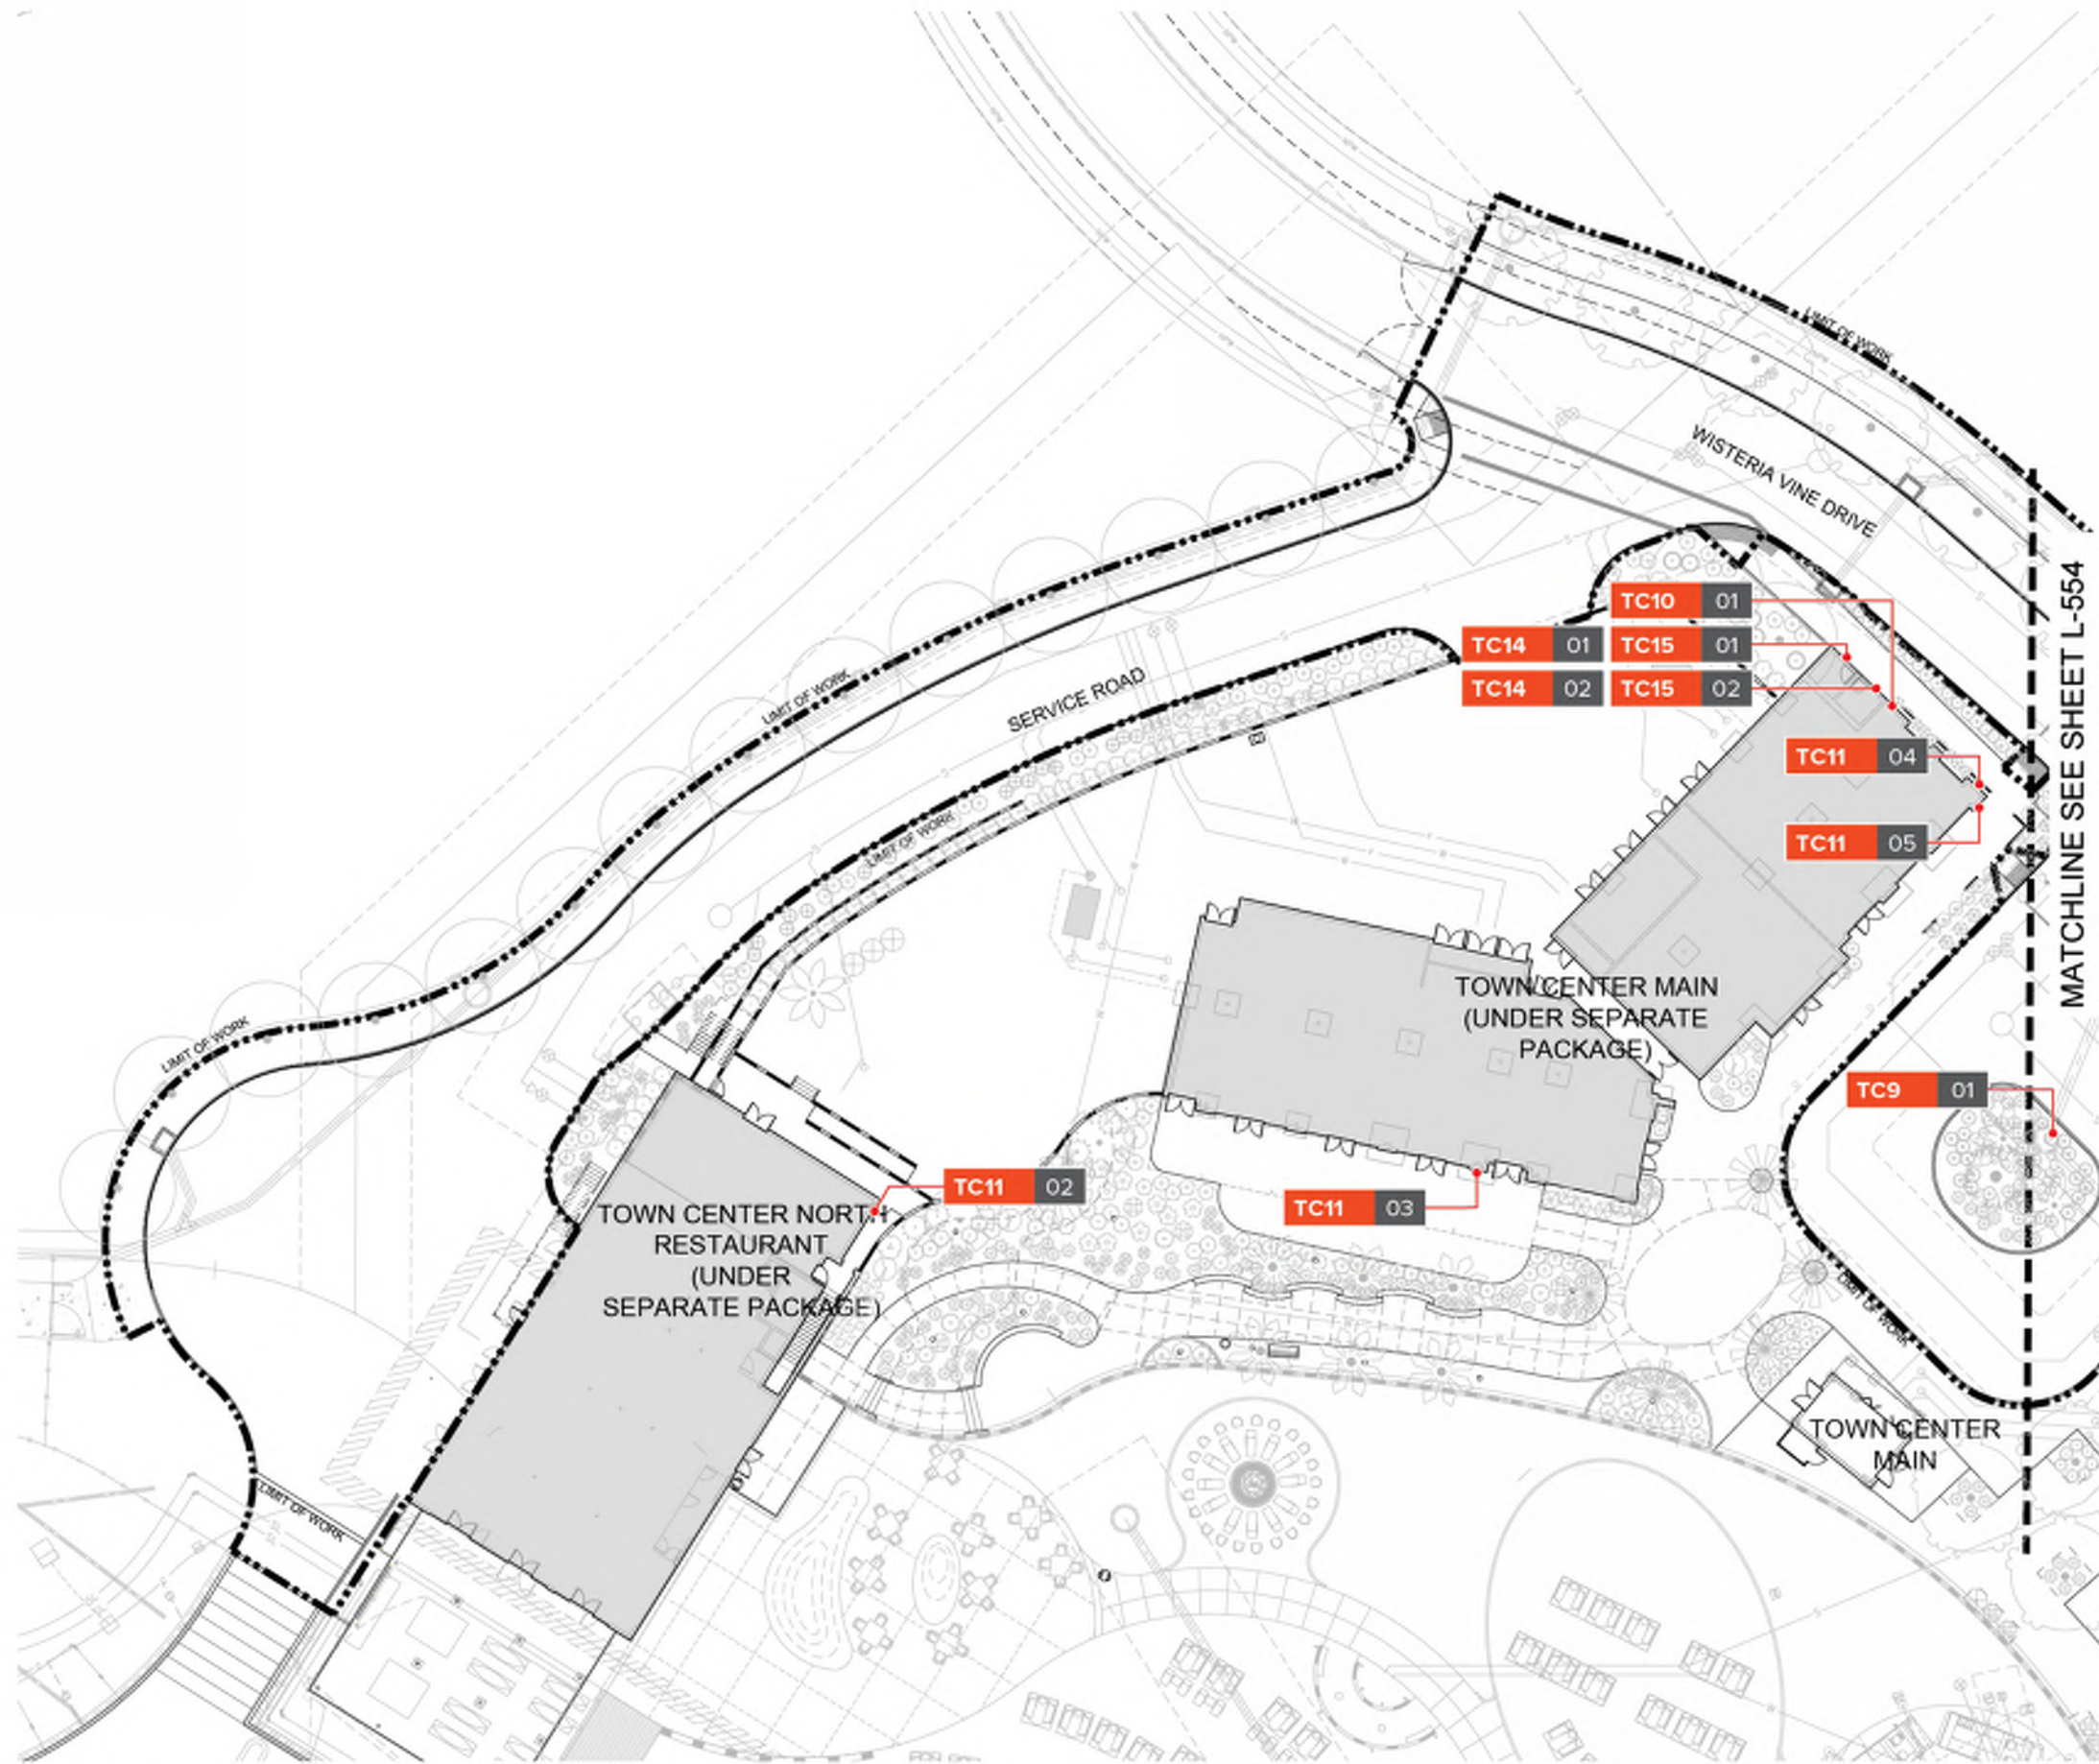 LIMIT OF WORK
WISTERIA VINE DRIVE
MATCHLINE SEE SHEET L-554
TC10 01
TC14 01 TC15 01
TC14 02 TC15 02
LIMIT OF WORK
SERVICE ROAD
TC11 04
LIMIT OF WORK
TC11 05
TOWN CENTER MAIN
(UNDER SEPARATE
PACKAGE)
LIMIT OF WORK
TC9 01
TC11 02
TC11 03
TOWN CENTER NORTH
RESTAURANT
(UNDER
SEPARATE PACKAGE)
LIMIT OF WORK
TOWN CENTER
MAIN
LIMIT OF WORK